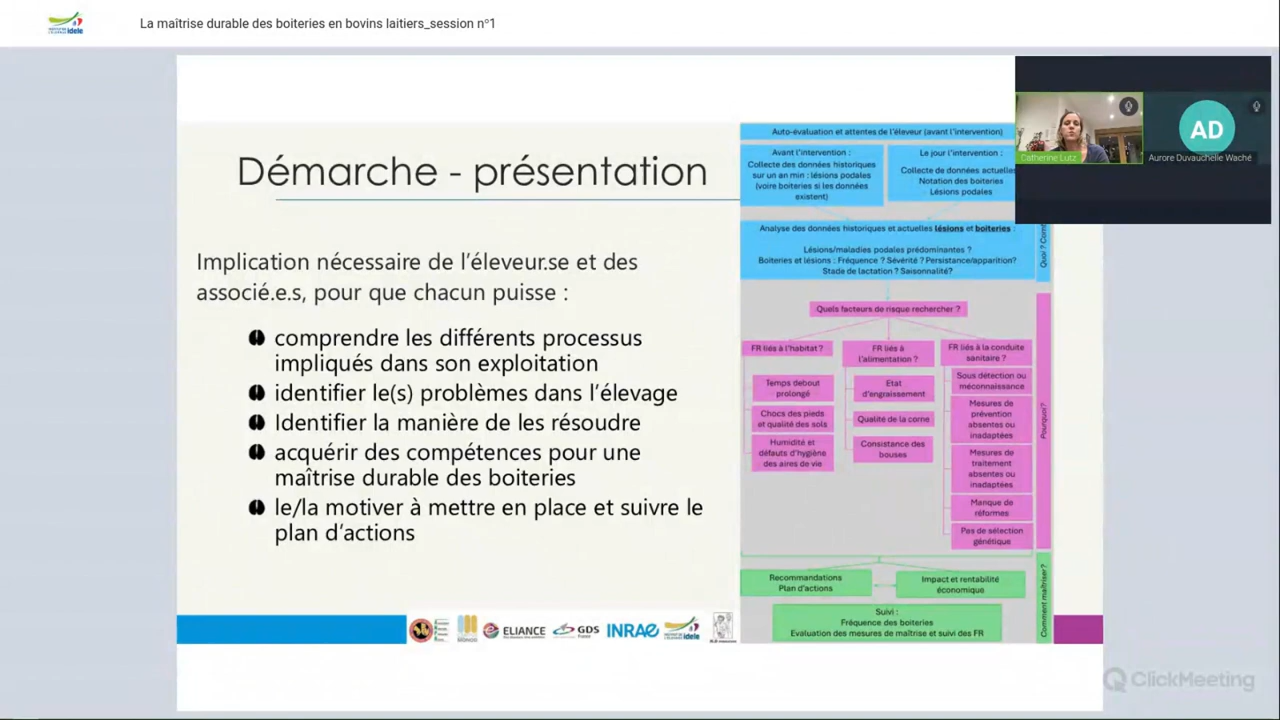 La maîtrise durable des boiteries en bovins laitiers_session n°1
idele
Démarche - présentation
Implication nécessaire de l'éleveur.se et des
associé.e.s, pour que chacun puisse :
comprendre les différents processus
impliqués dans son exploitation
identifier le(s) problèmes dans l'élevage
Identifier la manière de les résoudre
acquérir des compétences pour une
maîtrise durable des boiteries
le/la motiver à mettre en place et suivre le
plan d'actions
Auto-évaluation et attentes de l'éleveur (avant l'intervention)
Avant l'intervention :
Collecte des données historiques
sur un an min : lésions podales
(voire boiteries si les données
existent)
Le jour l'intervention :
Collecte de données actuelles
Notation des boiteries
Lésions podales
Analyse des données historiques et actuelles lésions et boiteries :
Lésions/maladies podales prédominantes ?
Boiteries et lésions : Fréquence ? Sévérité ? Persistance/apparition?
Stade de lactation ? Saisonnalité?
Quoi ?
Quels facteurs de risque rechercher ?
FR liés à l'habitat ?
Temps debout
prolongé
Chocs des pieds
et qualité des sols
Humidité et
défauts d'hygiène
des aires de vie
FR liés à
l'alimentation ?
Etat
d'engraissement
Qualité de la corne
Consistance des
bouses
FR liés à la conduite
sanitaire ?
Sous détection ou
méconnaissance
Mesures de
prévention
absentes ou
inadaptées
Mesures de
traitement
absentes ou
inadaptées
Manque de
réformes
Pas de sélection
génétique
Pourquoi?
Recommandations
Plan d'actions
Impact et rentabilité
économique
Suivi :
Fréquence des boiteries
Evaluation des mesures de maîtrise et suivi des FR
Comment maîtriser?
ELIANCE
GDS
INRAE
idele
Catherine Lutz
AD
Aurore Duvauchelle Waché
ClickMeeting